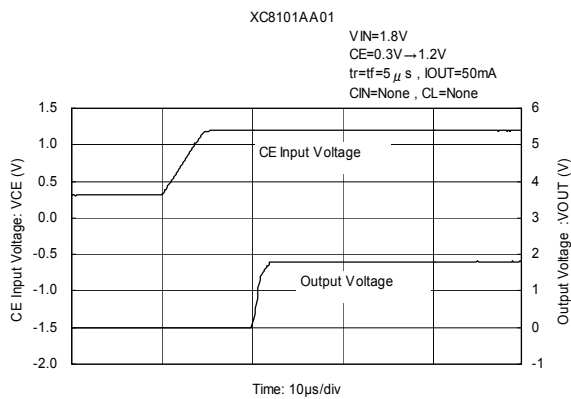 XC8101AA01
VIN=1.8V
CE=0.3V→1.2V
tr=tf=5μs , IOUT=50mA
CIN=None , CL=None
CE Input Voltage: VCE (V)
1.5
1.0
0.5
0.0
-0.5
-1.0
-1.5
-2.0
CE Input Voltage
Output Voltage
6
5
4
3
2
1
0
-1
Output Voltage :VOUT (V)
Time: 10μs/div